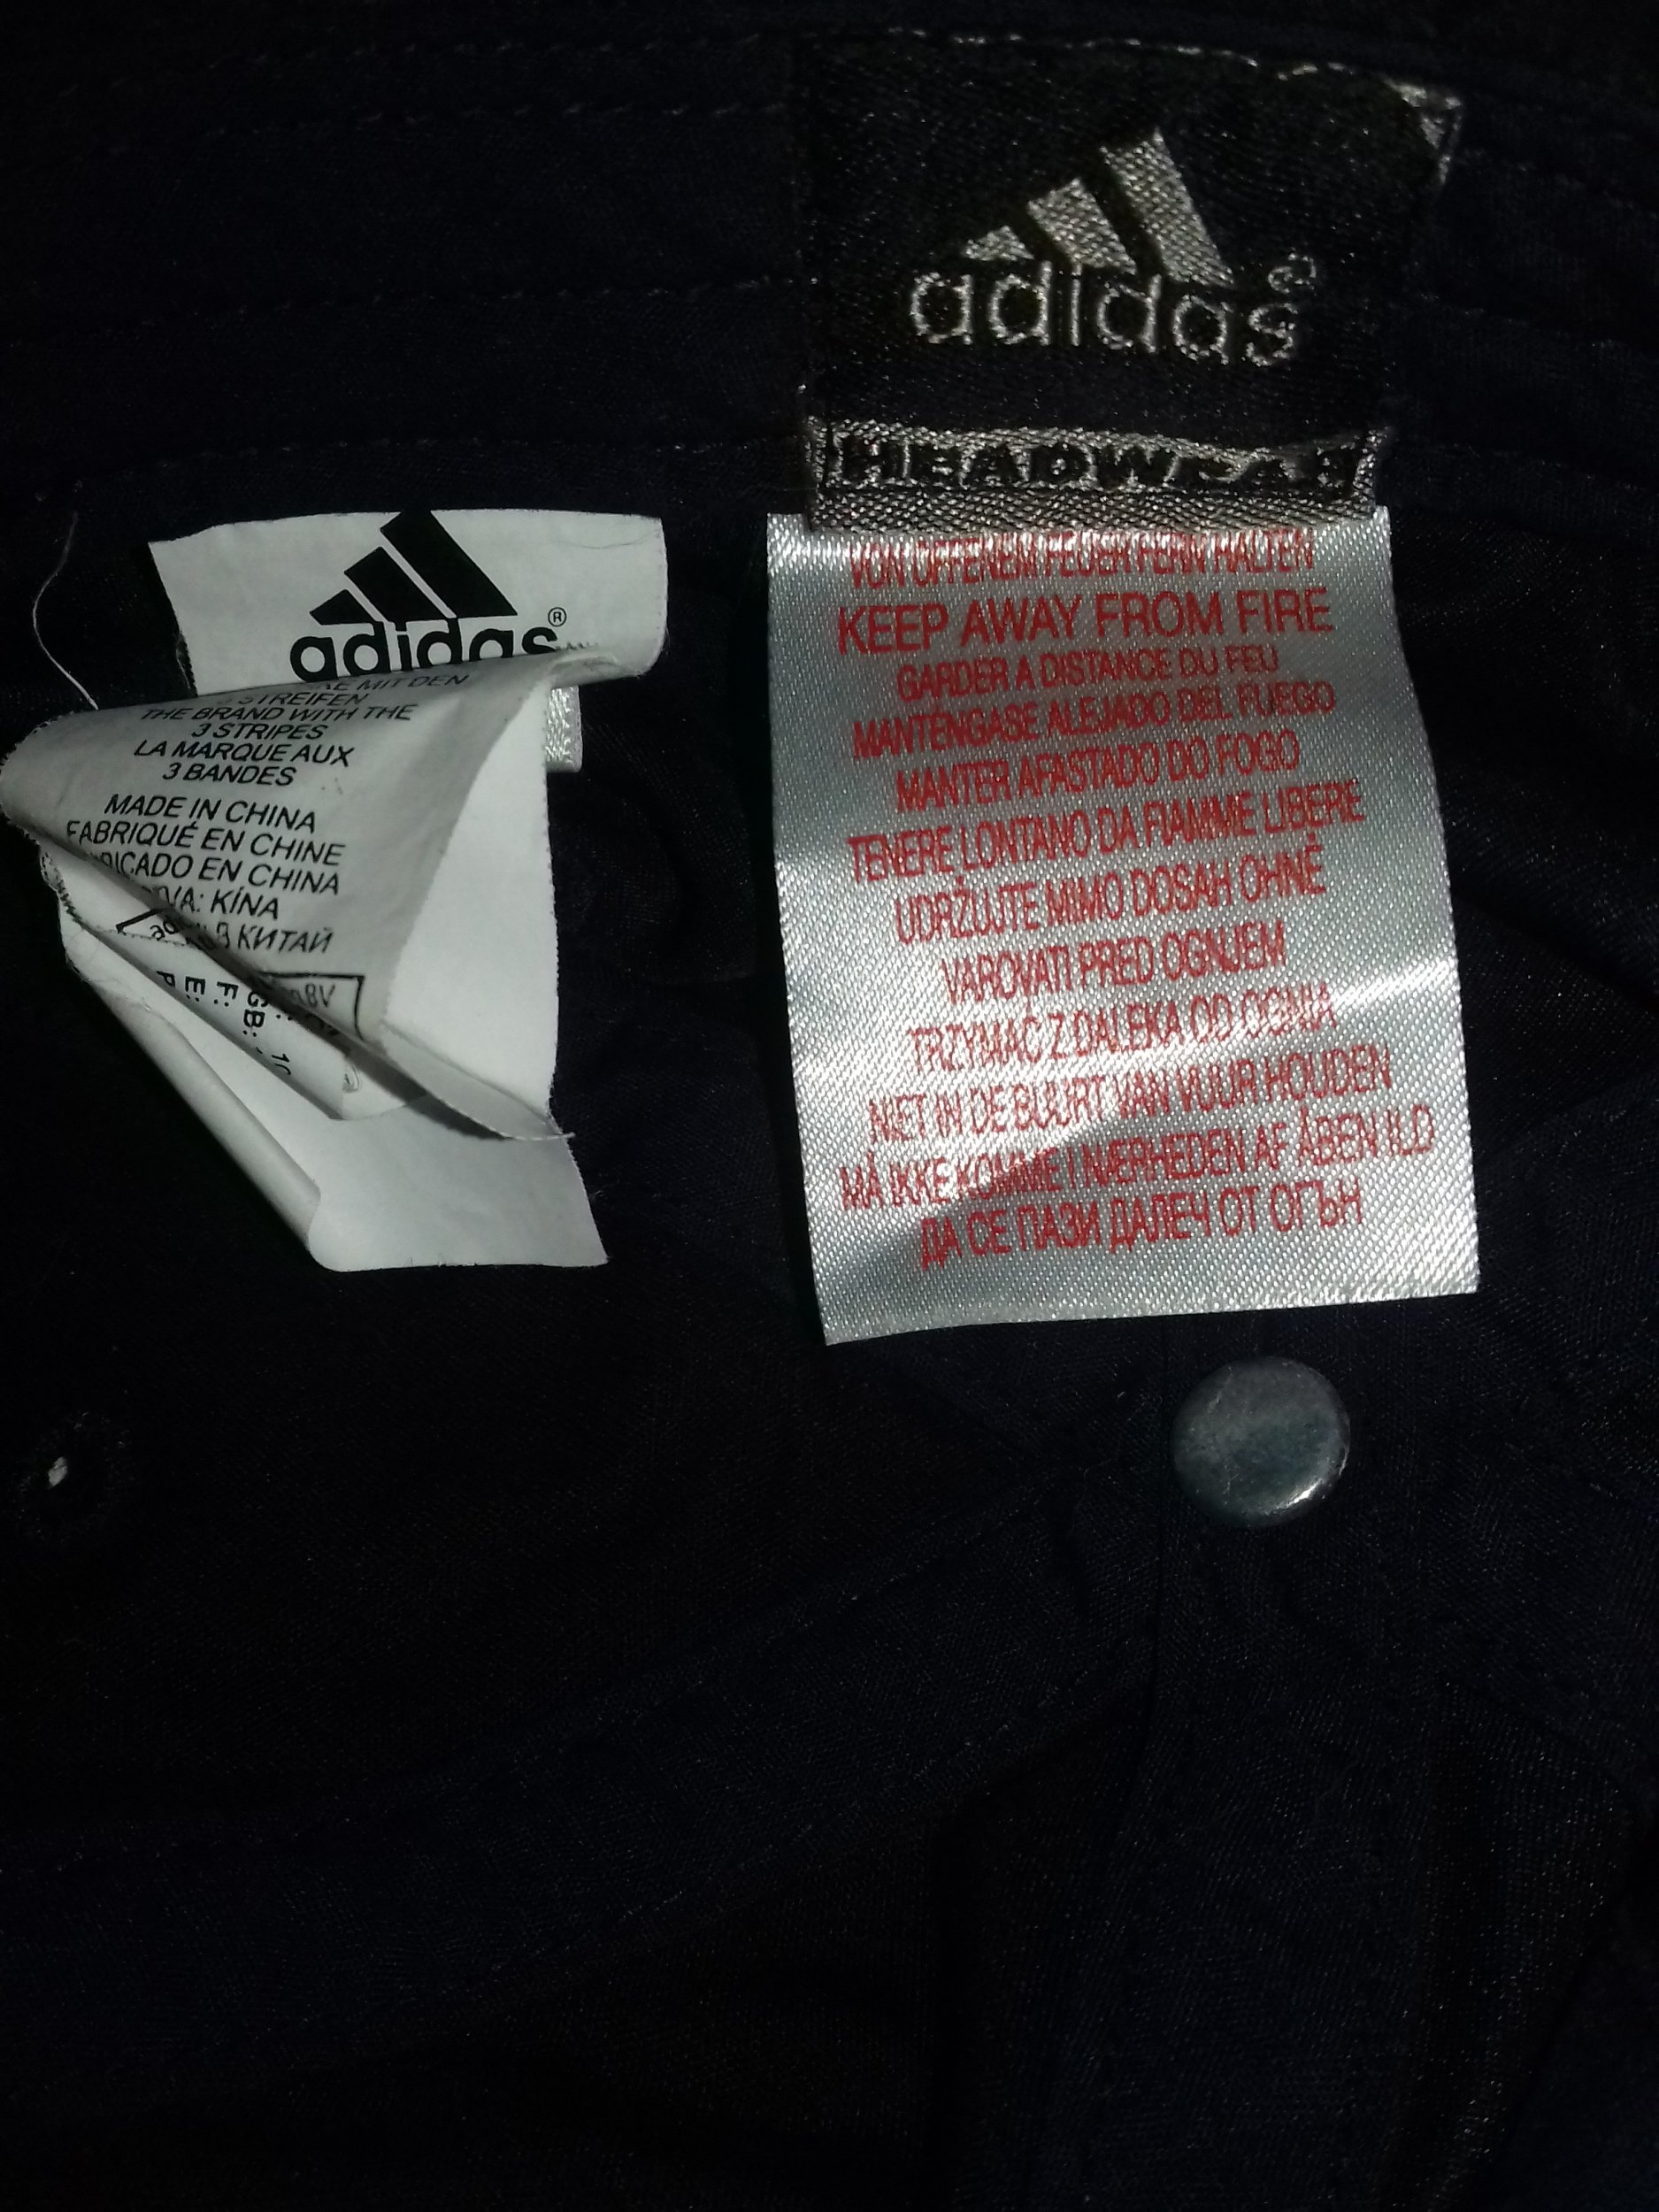 adidas
HEADWEAR
adidas®
MIT DEN
STREIFEN
THE BRAND WITH THE
3 STRIPES
LA MARQUE AUX
3 BANDES
MADE IN CHINA
FABRIQUÉ EN CHINE
EN CHINA
KÍNA
В КИТАЙ
GB:
F:
E:
VON OFFENEM FEUER FERN HALTEN
KEEP AWAY FROM FIRE
GARDER A DISTANCE DU FEU
MANTÉNGASE ALEJADO DEL FUEGO
MANTER AFASTADO DO FOGO
TENERE LONTANO DA FIAMME LIBERE
UDRŽUJTE MIMO DOSAH OHNĚ
VAROVATI PRED OGNJEM
TRZYMAĆ Z DALEKA OD OGNIA
NIET IN DE BUURT VAN VUUR HOUDEN
MÅ IKKE KOMME I NÆRHEDEN AF ÅBEN ILD
ДА СЕ ПАЗИ ДАЛЕЧ ОТ ОГЪН